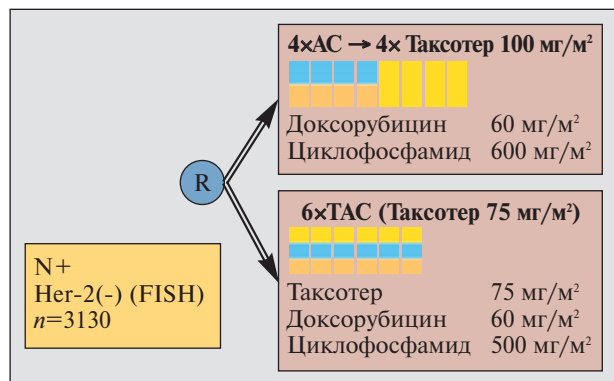 4×AC → 4× Таксотер 100 мг/м²
Доксорубицин 60 мг/м²
Циклофосфамид 600 мг/м²
R
6×TAC (Таксотер 75 мг/м²)
Таксотер 75 мг/м²
Доксорубицин 60 мг/м²
Циклофосфамид 500 мг/м²
N+
Her-2(-) (FISH)
n=3130